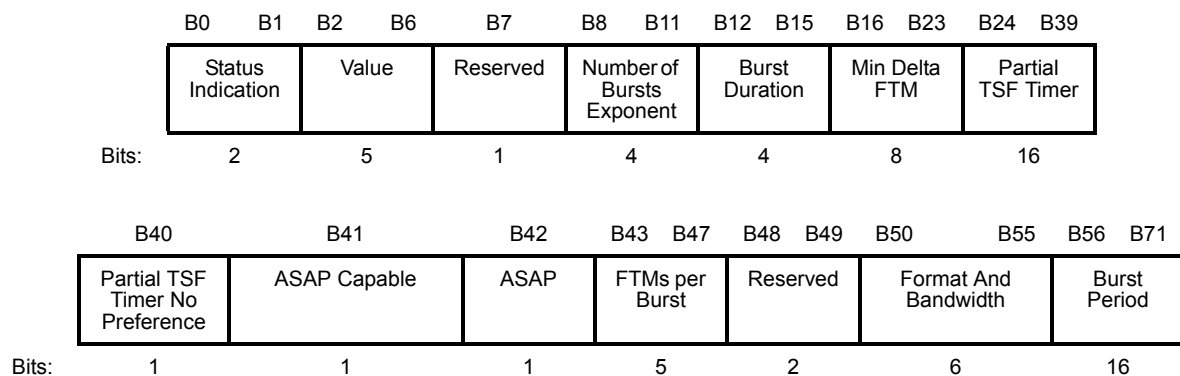 B0 B1 B2 B6 B7 B8 B11 B12 B15 B16 B23 B24 B39
Status Indication Value Reserved Number of Bursts Exponent Burst Duration Min Delta FTM Partial TSF Timer
Bits: 2 5 1 4 4 8 16
B40 B41 B42 B43 B47 B48 B49 B50 B55 B56 B71
Partial TSF Timer No Preference ASAP Capable ASAP FTMs per Burst Reserved Format And Bandwidth Burst Period
Bits: 1 1 1 5 2 6 16